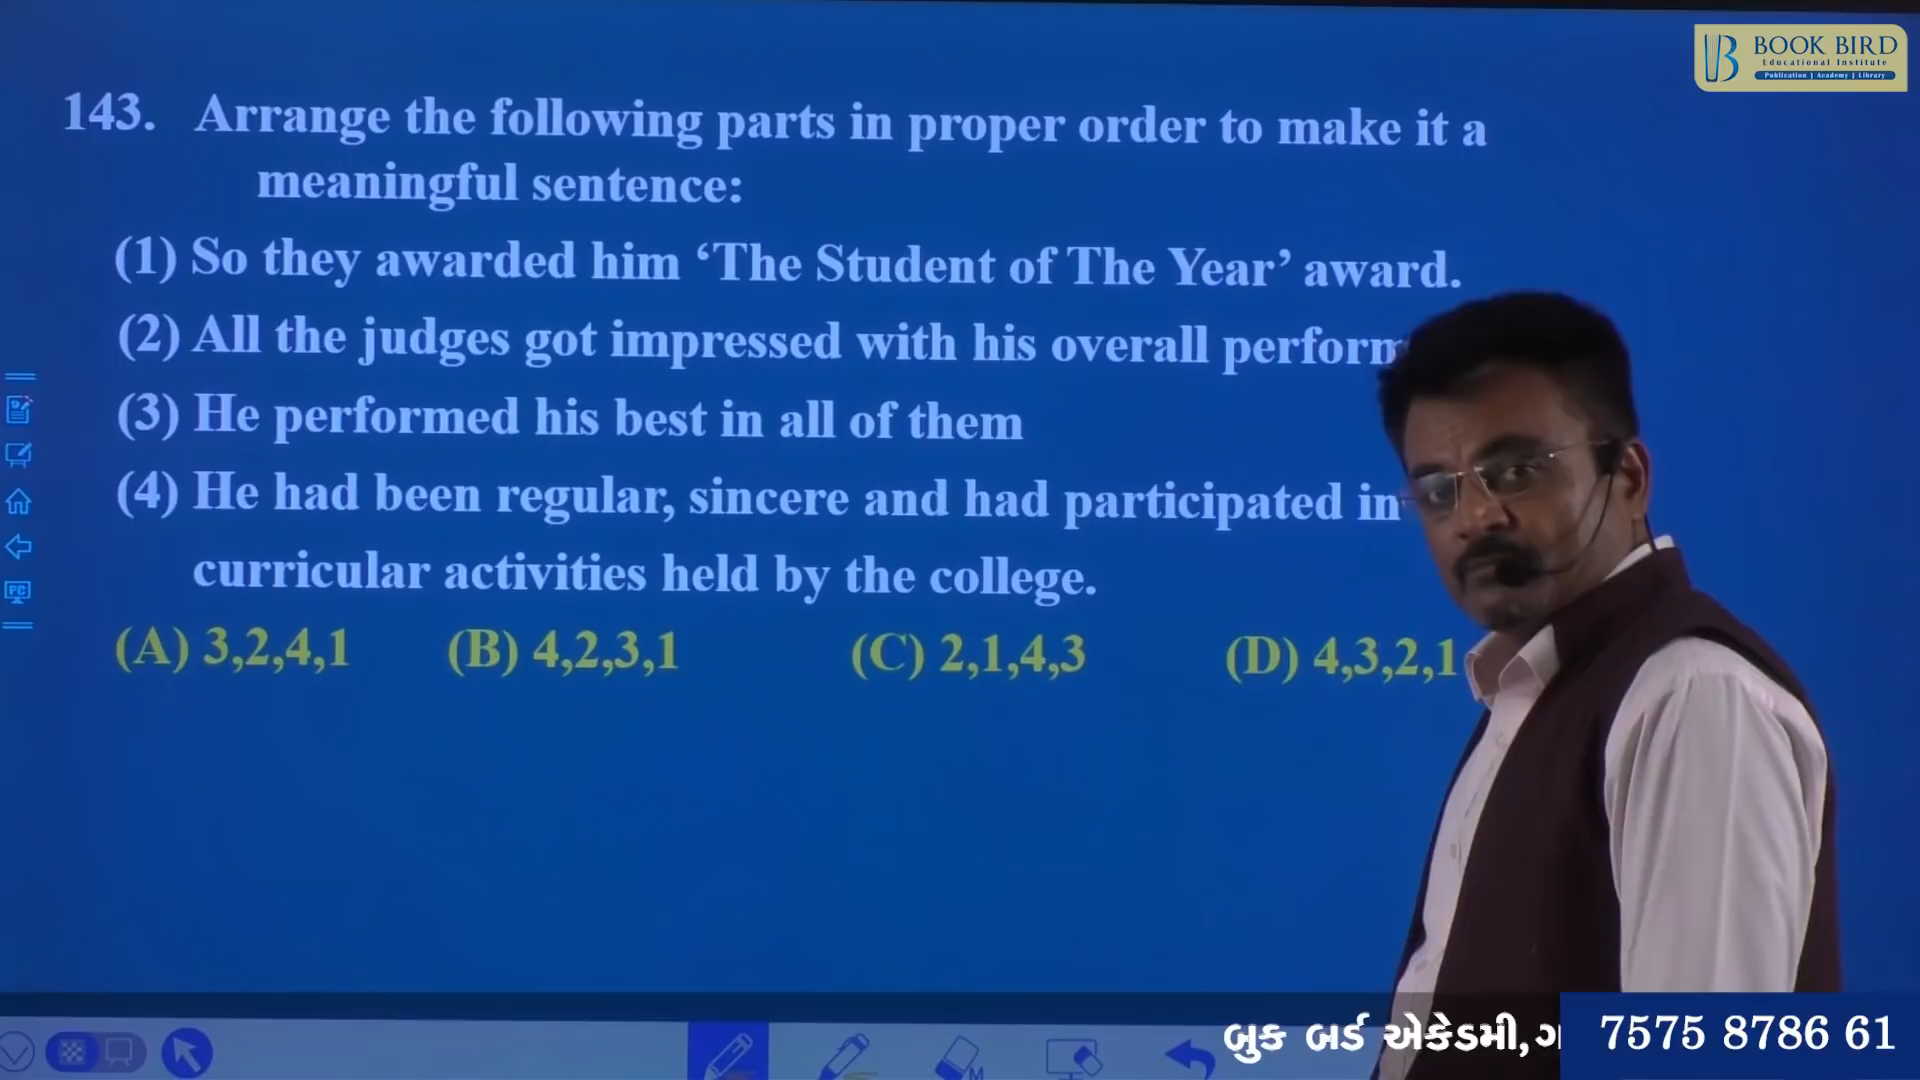 BOOK BIRD
Educational Institute
Publication | Academy | Library
143. Arrange the following parts in proper order to make it a
meaningful sentence:
(1) So they awarded him ‘The Student of The Year’ award.
(2) All the judges got impressed with his overall perform
(3) He performed his best in all of them
(4) He had been regular, sincere and had participated in
curricular activities held by the college.
(A) 3,2,4,1 (B) 4,2,3,1 (C) 2,1,4,3 (D) 4,3,2,1
PC
M
બુક બર્ડ એકેડમી,ગ
7575 8786 61